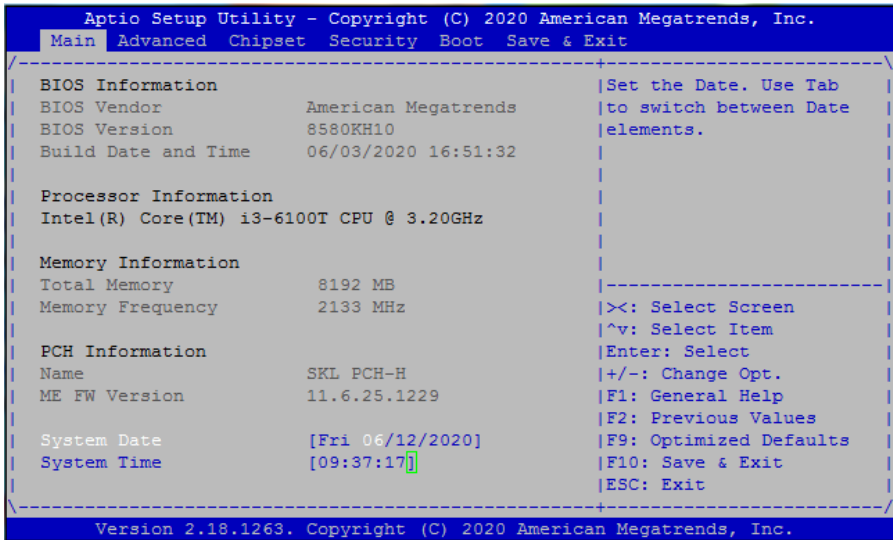 Aptio Setup Utility - Copyright (C) 2020 American Megatrends, Inc.
Main Advanced Chipset Security Boot Save & Exit
/-----------------------------------------------------+-------------------------\
| BIOS Information |Set the Date. Use Tab |
| BIOS Vendor American Megatrends |to switch between Date |
| BIOS Version 8580KH10 |elements. |
| Build Date and Time 06/03/2020 16:51:32 | |
| | |
| Processor Information | |
| Intel(R) Core(TM) i3-6100T CPU @ 3.20GHz | |
| | |
| Memory Information | |
| Total Memory 8192 MB |-------------------------|
| Memory Frequency 2133 MHz |><: Select Screen |
| |^v: Select Item |
| PCH Information |Enter: Select |
| Name SKL PCH-H |+/-: Change Opt. |
| ME FW Version 11.6.25.1229 |F1: General Help |
| |F2: Previous Values |
| System Date [Fri 06/12/2020] |F9: Optimized Defaults |
| System Time [09:37:17] |F10: Save & Exit |
| |ESC: Exit |
\-----------------------------------------------------+-------------------------/
Version 2.18.1263. Copyright (C) 2020 American Megatrends, Inc.